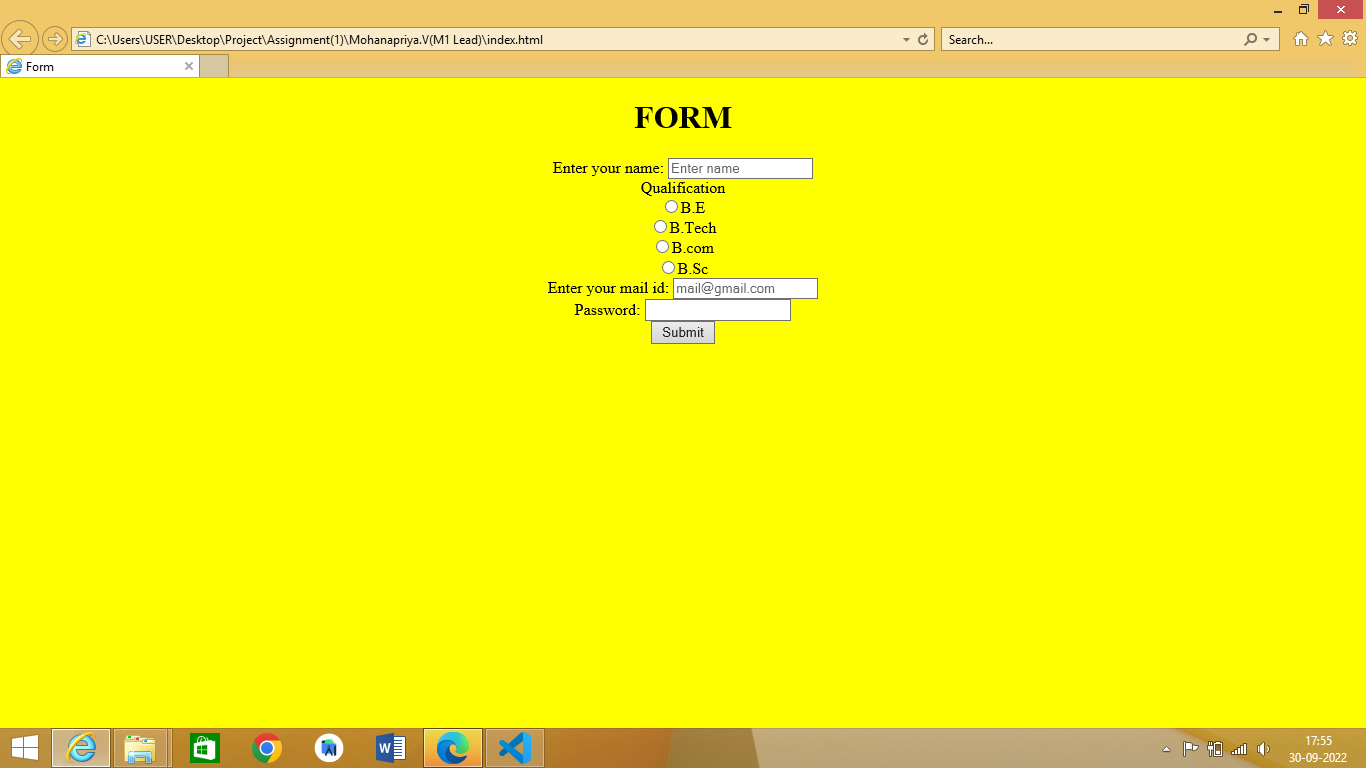 C:\Users\USER\Desktop\Project\Assignment(1)\Mohanapriya.V(M1 Lead)\index.html
Search...
Form
FORM
Enter your name: Enter name
Qualification
B.E
B.Tech
B.com
B.Sc
Enter your mail id: mail@gmail.com
Password:
Submit
17:55
30-09-2022